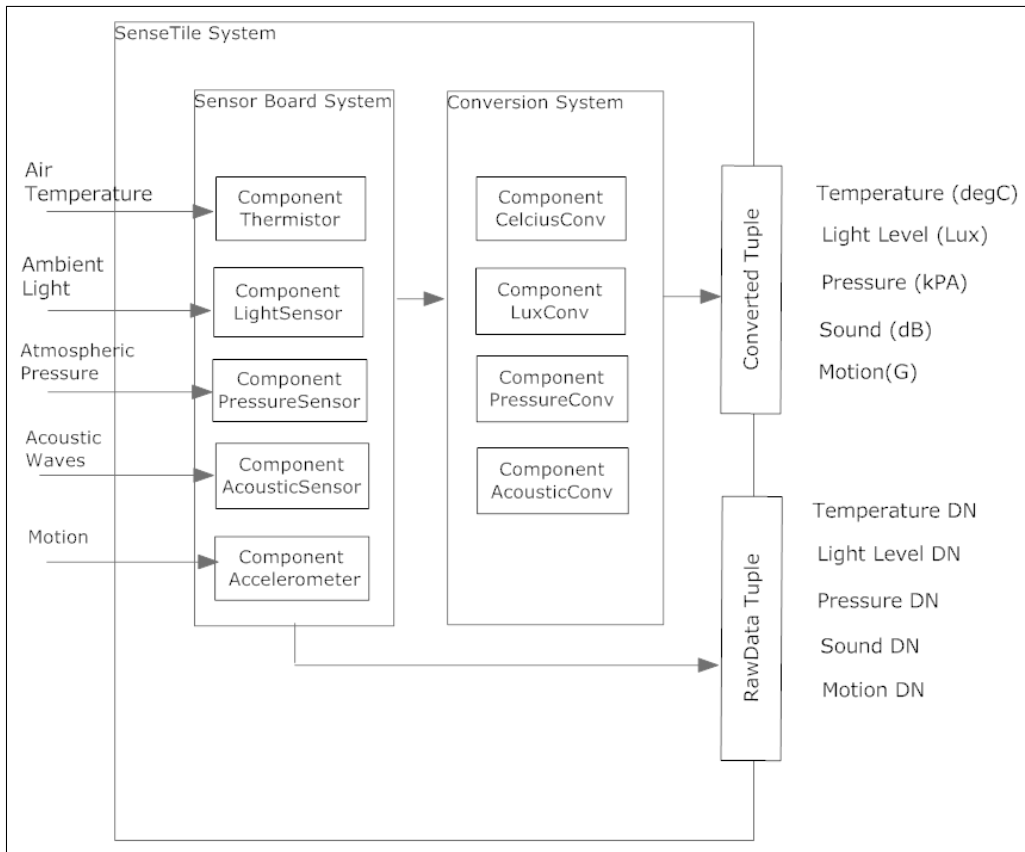 SenseTile System
Sensor Board System
Conversion System
Air
Temperature
Ambient
Light
Atmospheric
Pressure
Acoustic
Waves
Motion
Component
Thermistor
Component
LightSensor
Component
PressureSensor
Component
AcousticSensor
Component
Accelerometer
Component
CelciusConv
Component
LuxConv
Component
PressureConv
Component
AcousticConv
Converted Tuple
Temperature (degC)
Light Level (Lux)
Pressure (kPA)
Sound (dB)
Motion(G)
RawData Tuple
Temperature DN
Light Level DN
Pressure DN
Sound DN
Motion DN